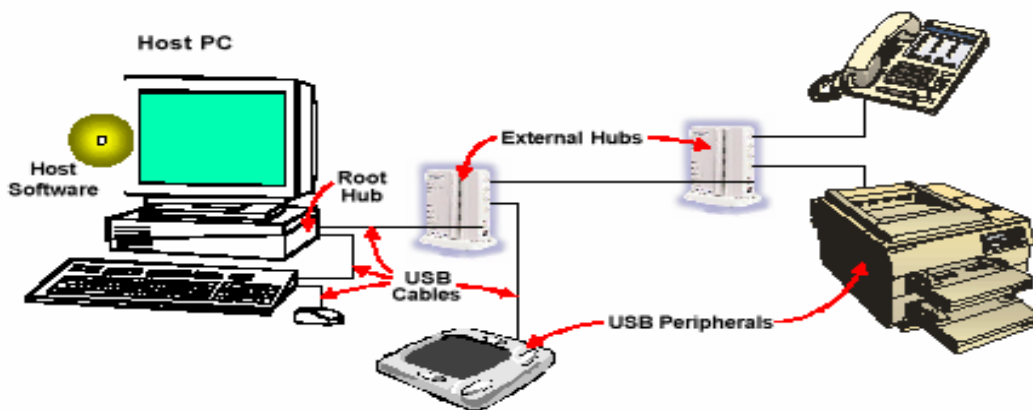 Host PC
D
Host
Software
Root
Hub
External Hubs
USB
Cables
USB Peripherals